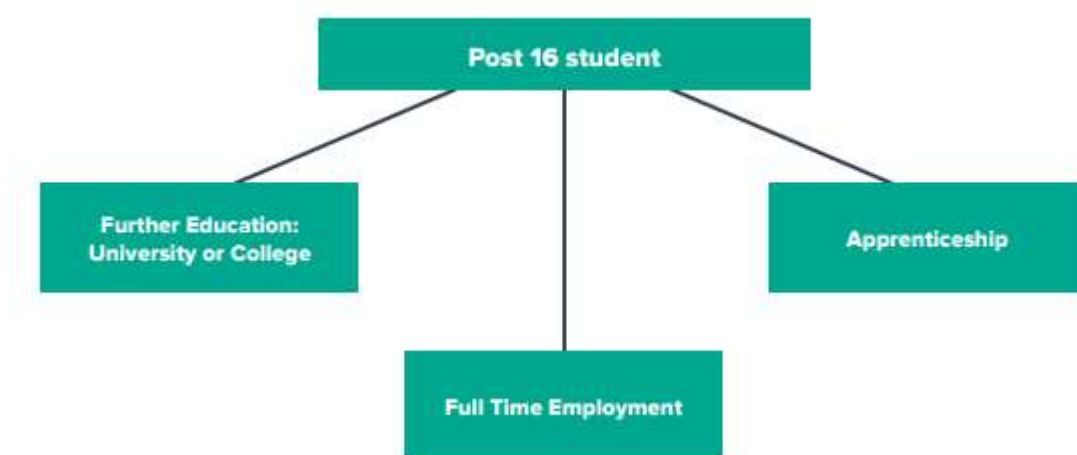 Post 16 student
Further Education:
University or College
Apprenticeship
Full Time Employment